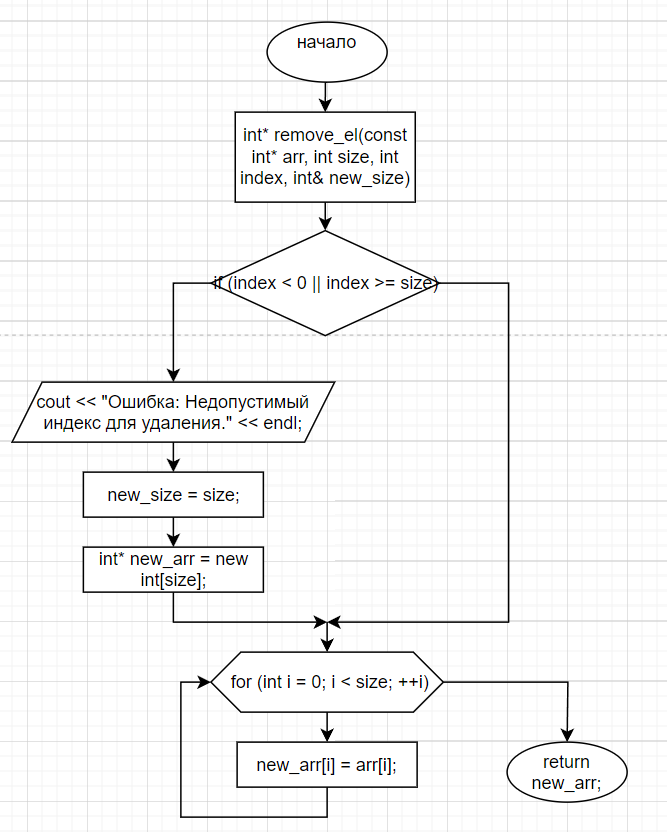 начало
int* remove_el(const
int* arr, int size, int
index, int& new_size)
if (index < 0 || index >= size)
cout << "Ошибка: Недопустимый
индекс для удаления." << endl;
new_size = size;
int* new_arr = new
int[size];
for (int i = 0; i < size; ++i)
new_arr[i] = arr[i];
return
new_arr;